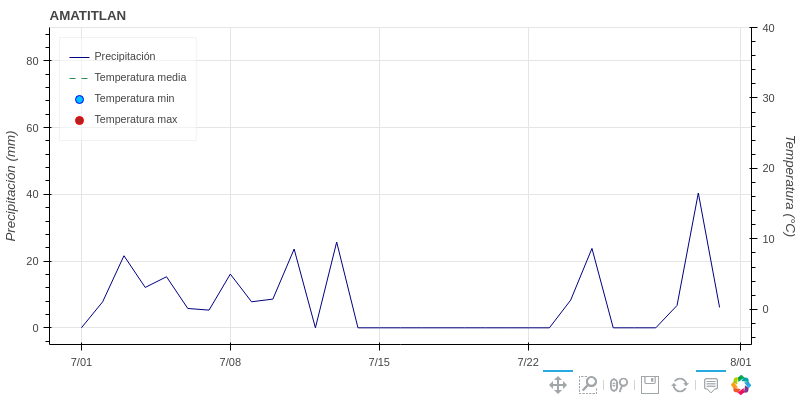 AMATITLAN
Precipitación
Temperatura media
Temperatura min
Temperatura max
Precipitación (mm)
80
60
40
20
0
Temperatura (°C)
40
30
20
10
0
7/01
7/08
7/15
7/22
8/01